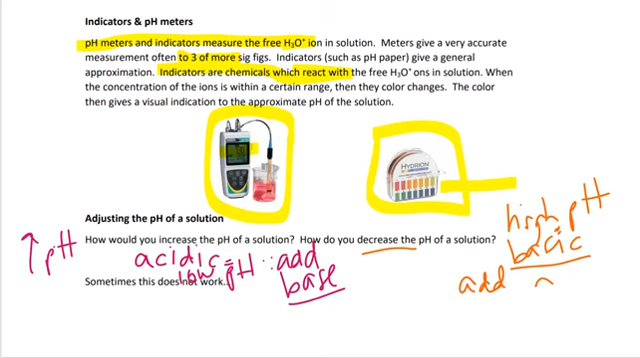 Indicators & pH meters
pH meters and indicators measure the free H₃O⁺ ion in solution. Meters give a very accurate
measurement often to 3 of more sig figs. Indicators (such as pH paper) give a general
approximation. Indicators are chemicals which react with the free H₃O⁺ ons in solution. When
the concentration of the ions is within a certain range, then they color changes. The color
then gives a visual indication to the approximate pH of the solution.
HYDRION
Adjusting the pH of a solution
How would you increase the pH of a solution? How do you decrease the pH of a solution?
↑ pH
acidic = low pH ∴ add base
high pH = basic
add
Sometimes this does not work.